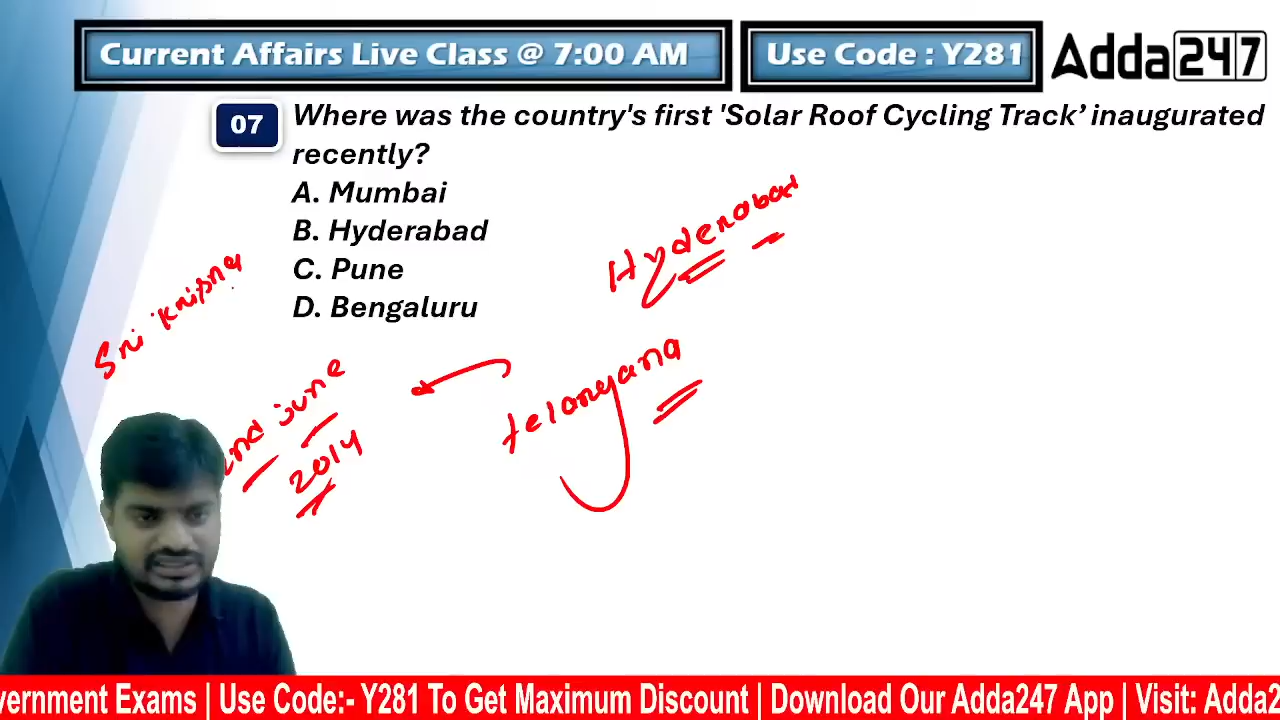 Current Affairs Live Class @ 7:00 AM
Use Code : Y281
Adda247
07
Where was the country's first 'Solar Roof Cycling Track’ inaugurated
recently?
A. Mumbai
B. Hyderabad
C. Pune
D. Bengaluru
Hyderabad
Sri
Telangana
2nd June
2014
vernment Exams | Use Code:- Y281 To Get Maximum Discount | Download Our Adda247 App | Visit: Adda2